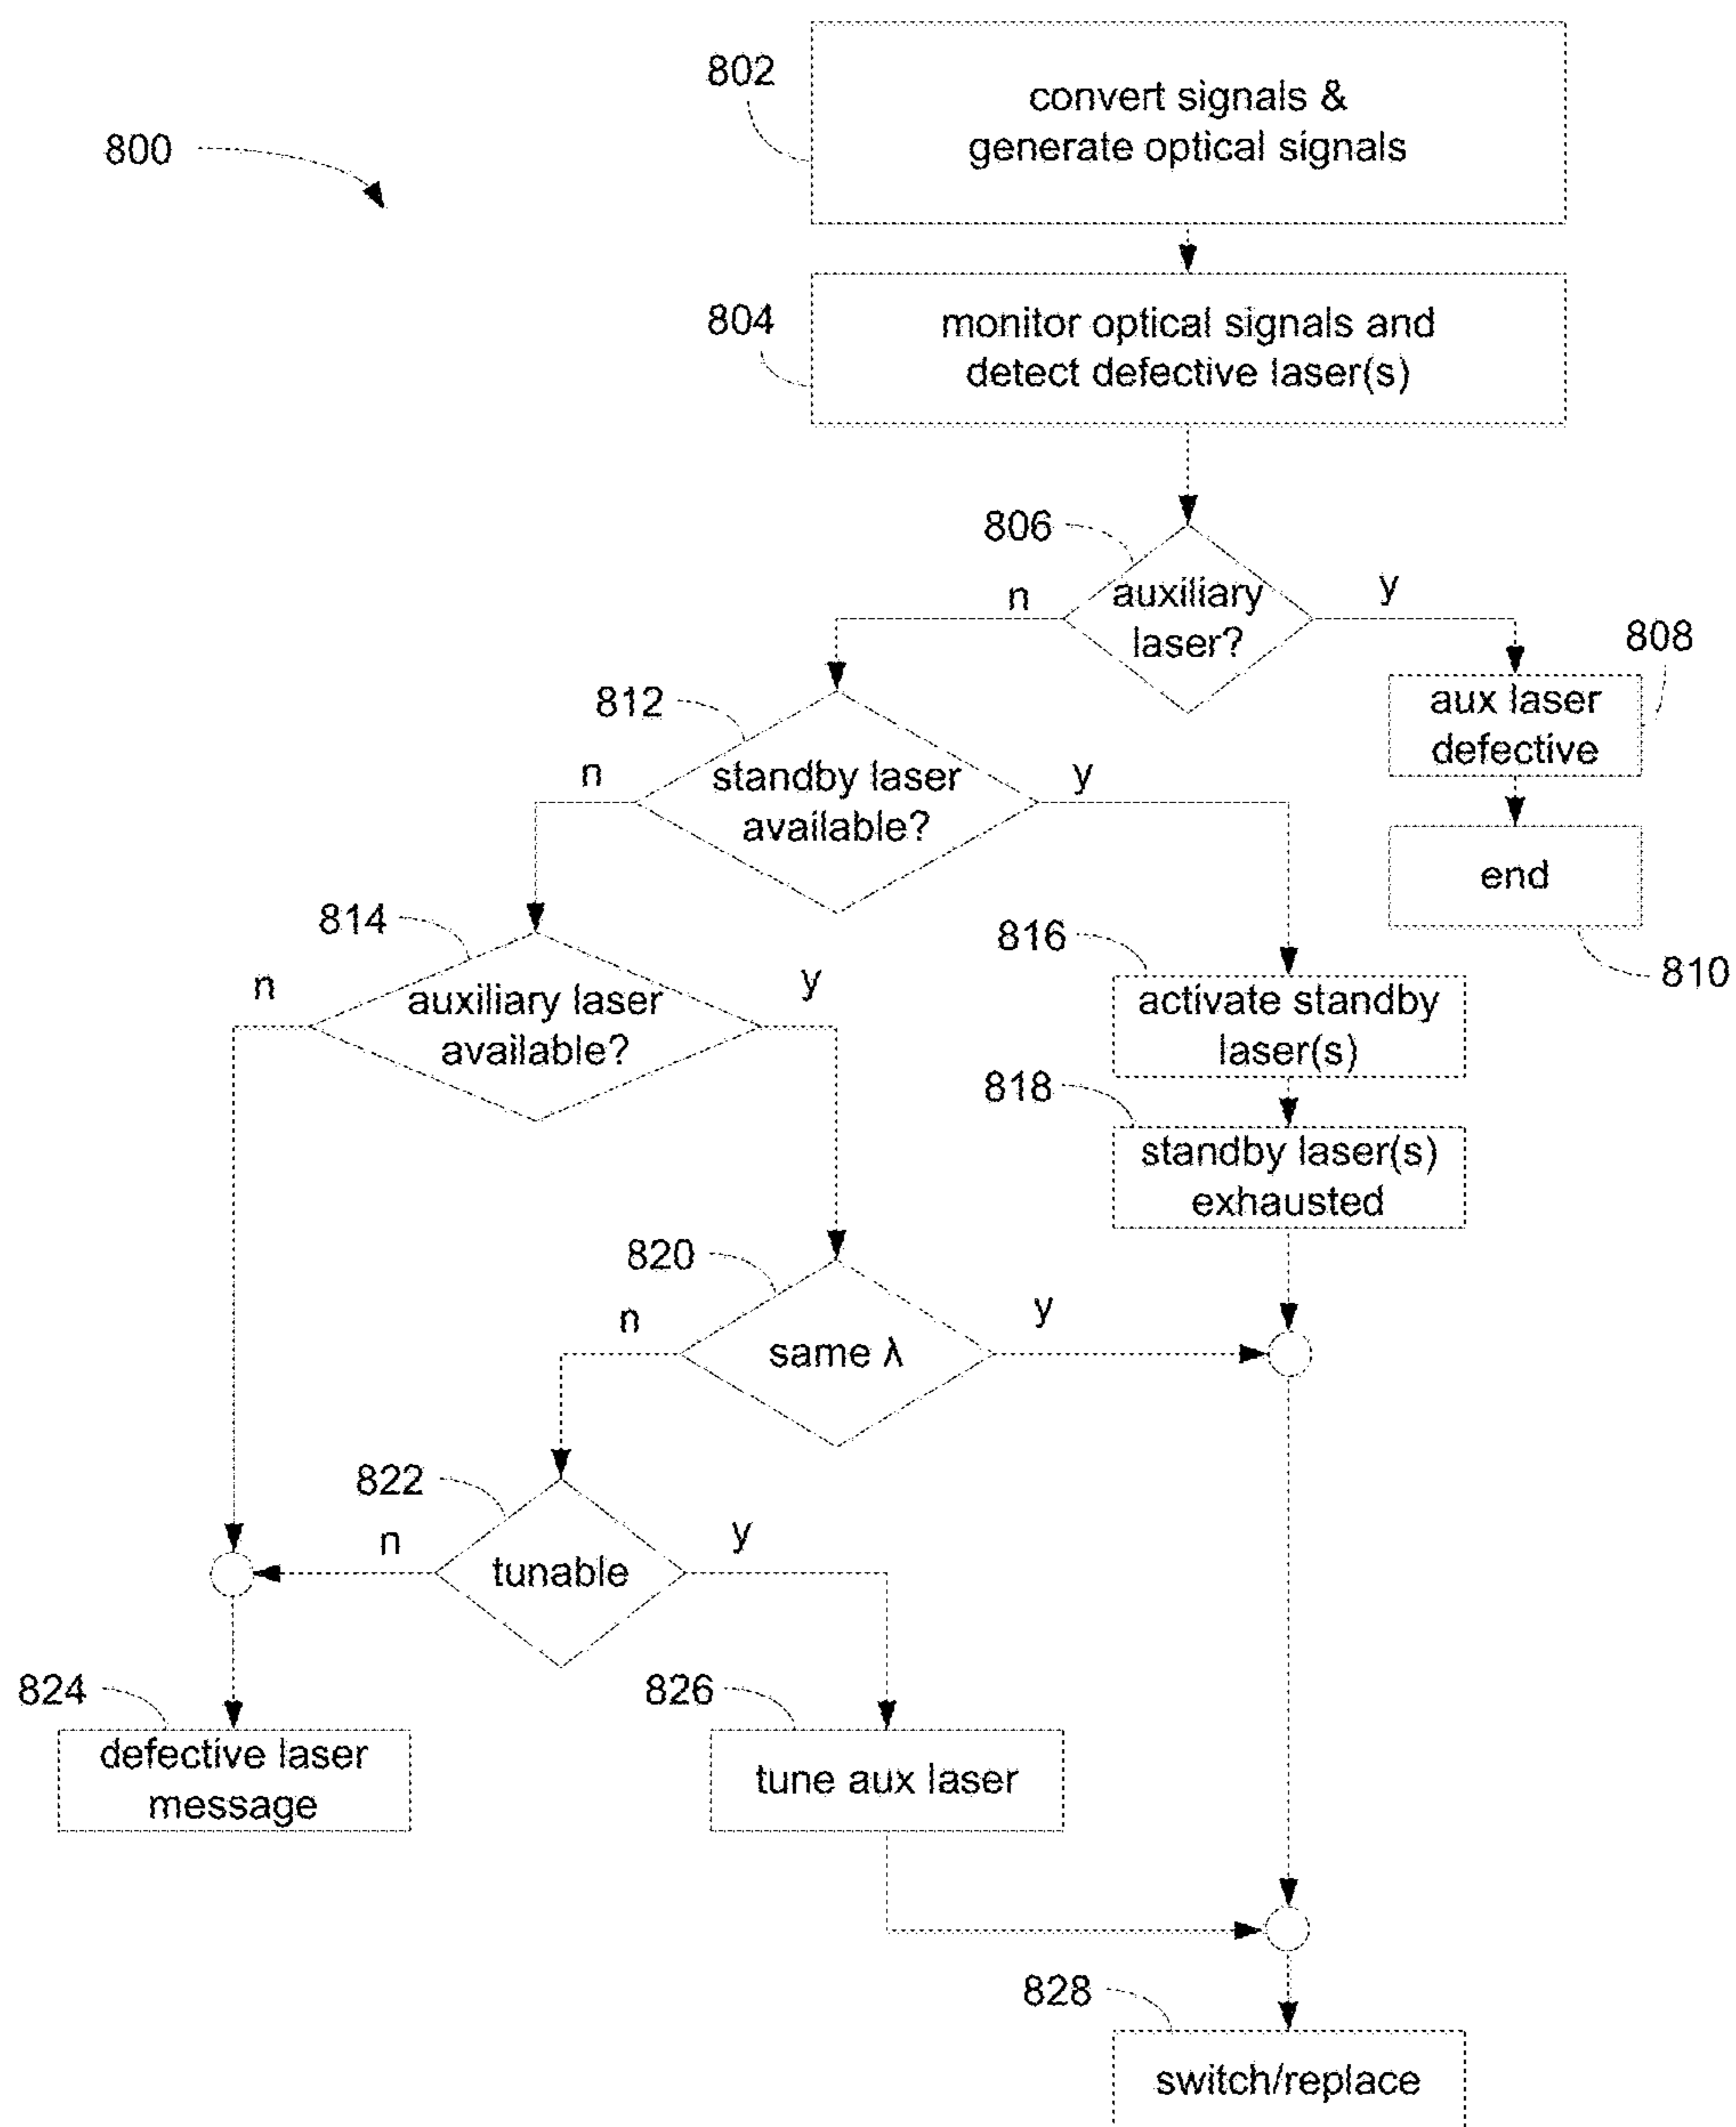 802
convert signals &
generate optical signals
800
804
monitor optical signals and
detect defective laser(s)
806
auxiliary
laser?
n
y
808
aux laser
defective
812
standby laser
available?
n
y
end
810
814
auxiliary laser
available?
n
y
816
activate standby
laser(s)
818
standby laser(s)
exhausted
820
same λ
n
y
822
tunable
n
y
824
defective laser
message
826
tune aux laser
828
switch/replace